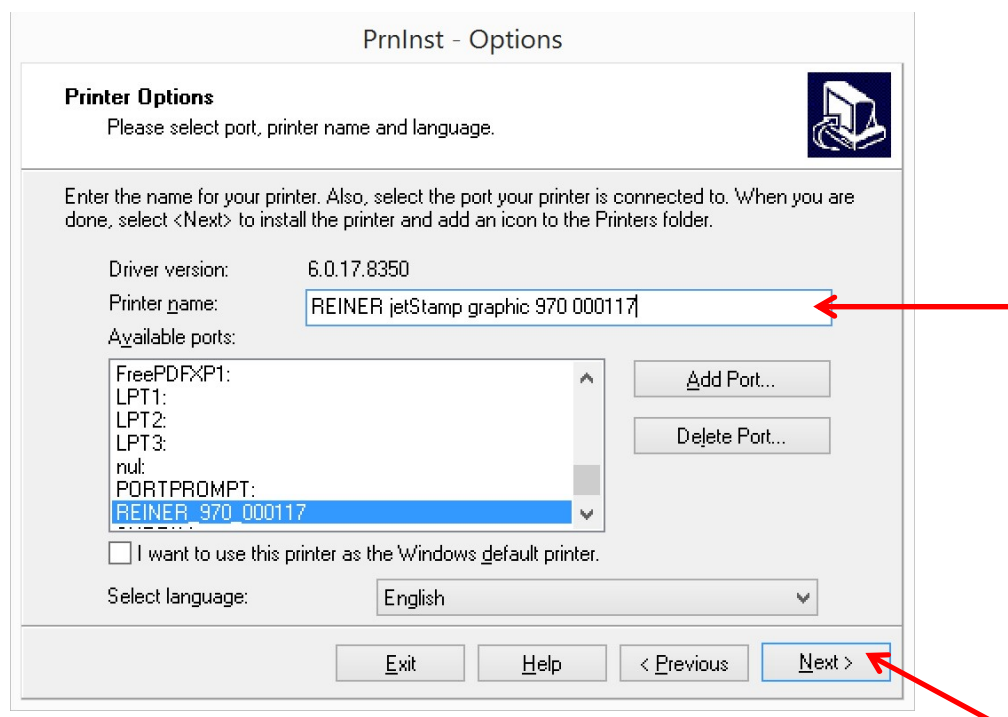 PrnInst - Options
Printer Options
Please select port, printer name and language.
Enter the name for your printer. Also, select the port your printer is connected to. When you are
done, select <Next> to install the printer and add an icon to the Printers folder.
Driver version: 6.0.17.8350
Printer name: REINER jetStamp graphic 970 000117
Available ports:
FreePDFXP1:
LPT1:
LPT2:
LPT3:
nul:
PORTPROMPT:
REINER_970_000117
Add Port...
Delete Port...
I want to use this printer as the Windows default printer.
Select language: English
Exit Help < Previous Next >